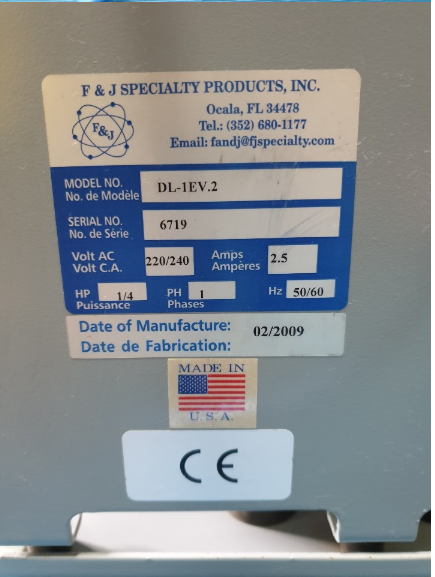 F & J SPECIALTY PRODUCTS, INC.
F&J
Ocala, FL 34478
Tel.: (352) 680-1177
Email: fandj@fjspecialty.com
MODEL NO. DL-1EV.2
No. de Modèle
SERIAL NO. 6719
No. de Série
Volt AC 220/240 Amps 2.5
Volt C.A. Ampères
HP 1/4 PH 1 Hz 50/60
Puissance Phases
Date of Manufacture: 02/2009
Date de Fabrication:
MADE IN
U.S.A.
CE